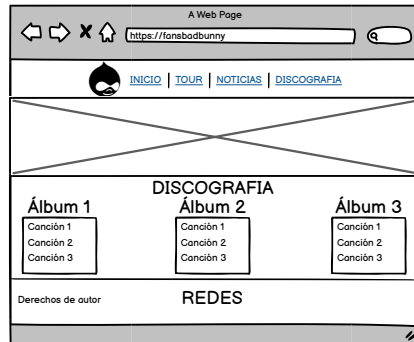 A Web Page
https://fansbadbunny
INICIO | TOUR | NOTICIAS | DISCOGRAFIA
DISCOGRAFIA
Álbum 1 Álbum 2 Álbum 3
Canción 1 Canción 1 Canción 1
Canción 2 Canción 2 Canción 2
Canción 3 Canción 3 Canción 3
Derechos de autor REDES